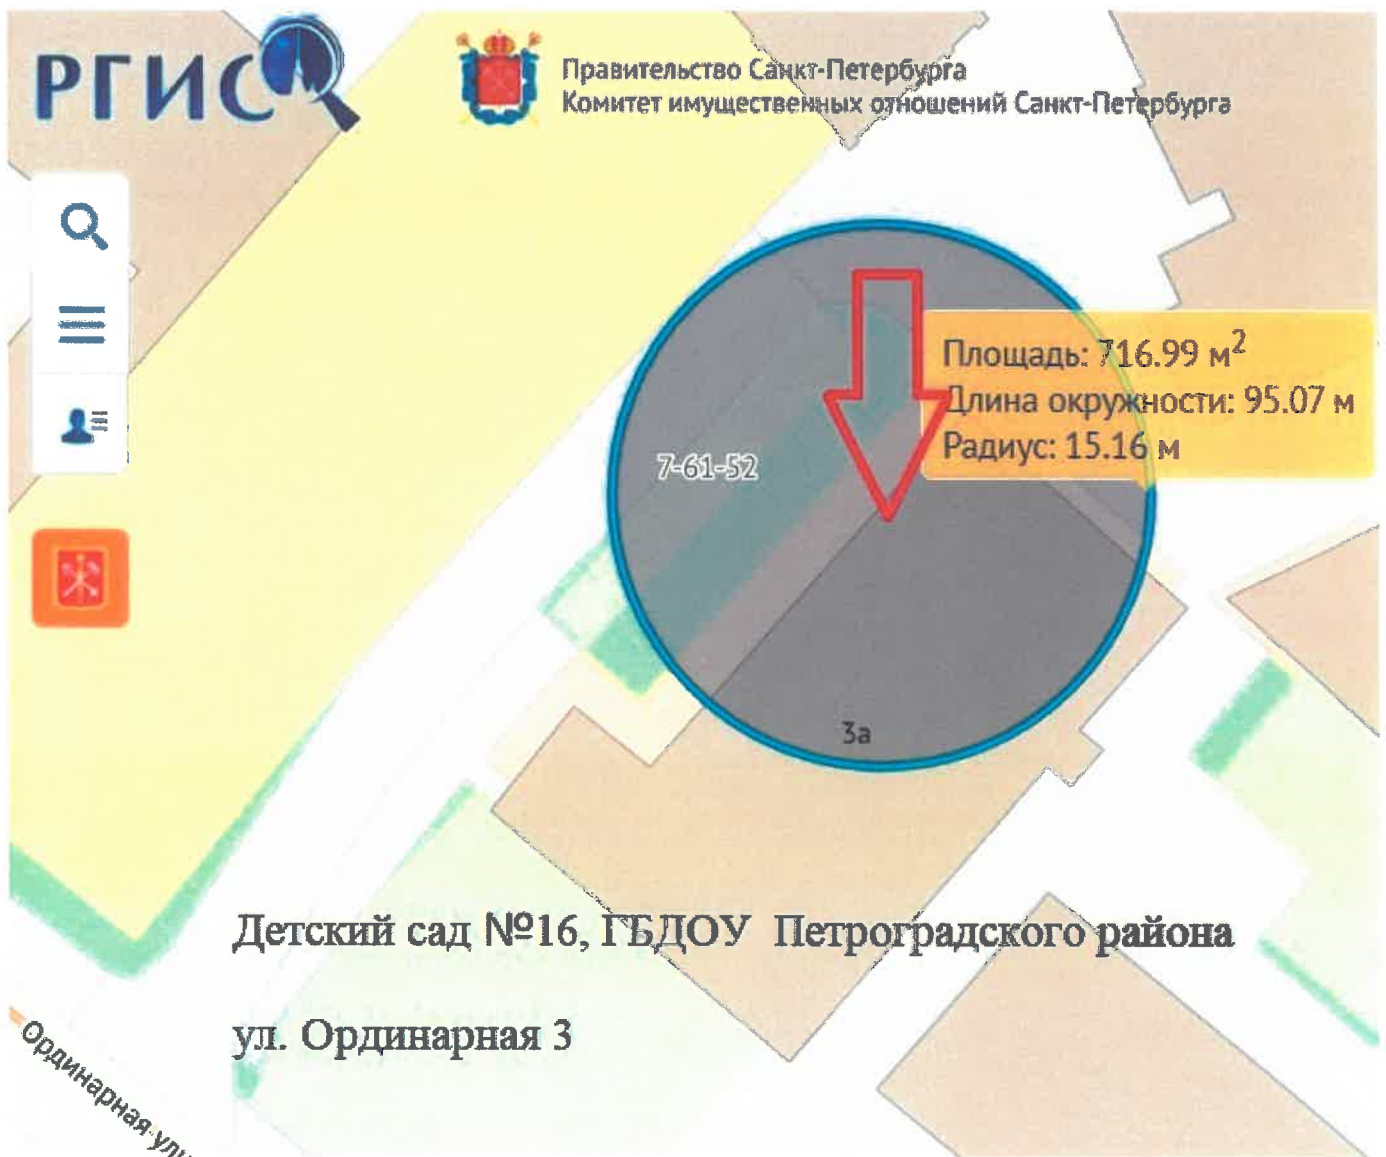 РГИС
Правительство Санкт-Петербурга
Комитет имущественных отношений Санкт-Петербурга
Площадь: 716.99 м2
Длина окружности: 95.07 м
Радиус: 15.16 м
7-61-52
3а
Детский сад №16, ГБДОУ Петроградского района
ул. Ординарная 3
Ординарная